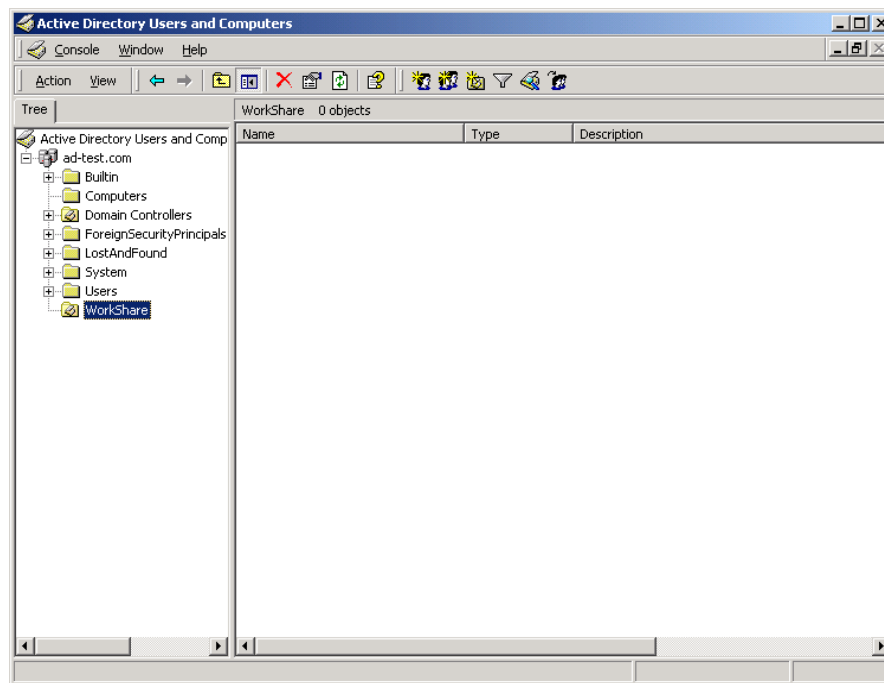 Active Directory Users and Computers
Console Window Help
Action View
Tree
WorkShare 0 objects
Name Type Description
Active Directory Users and Comp
ad-test.com
Builtin
Computers
Domain Controllers
ForeignSecurityPrincipals
LostAndFound
System
Users
WorkShare